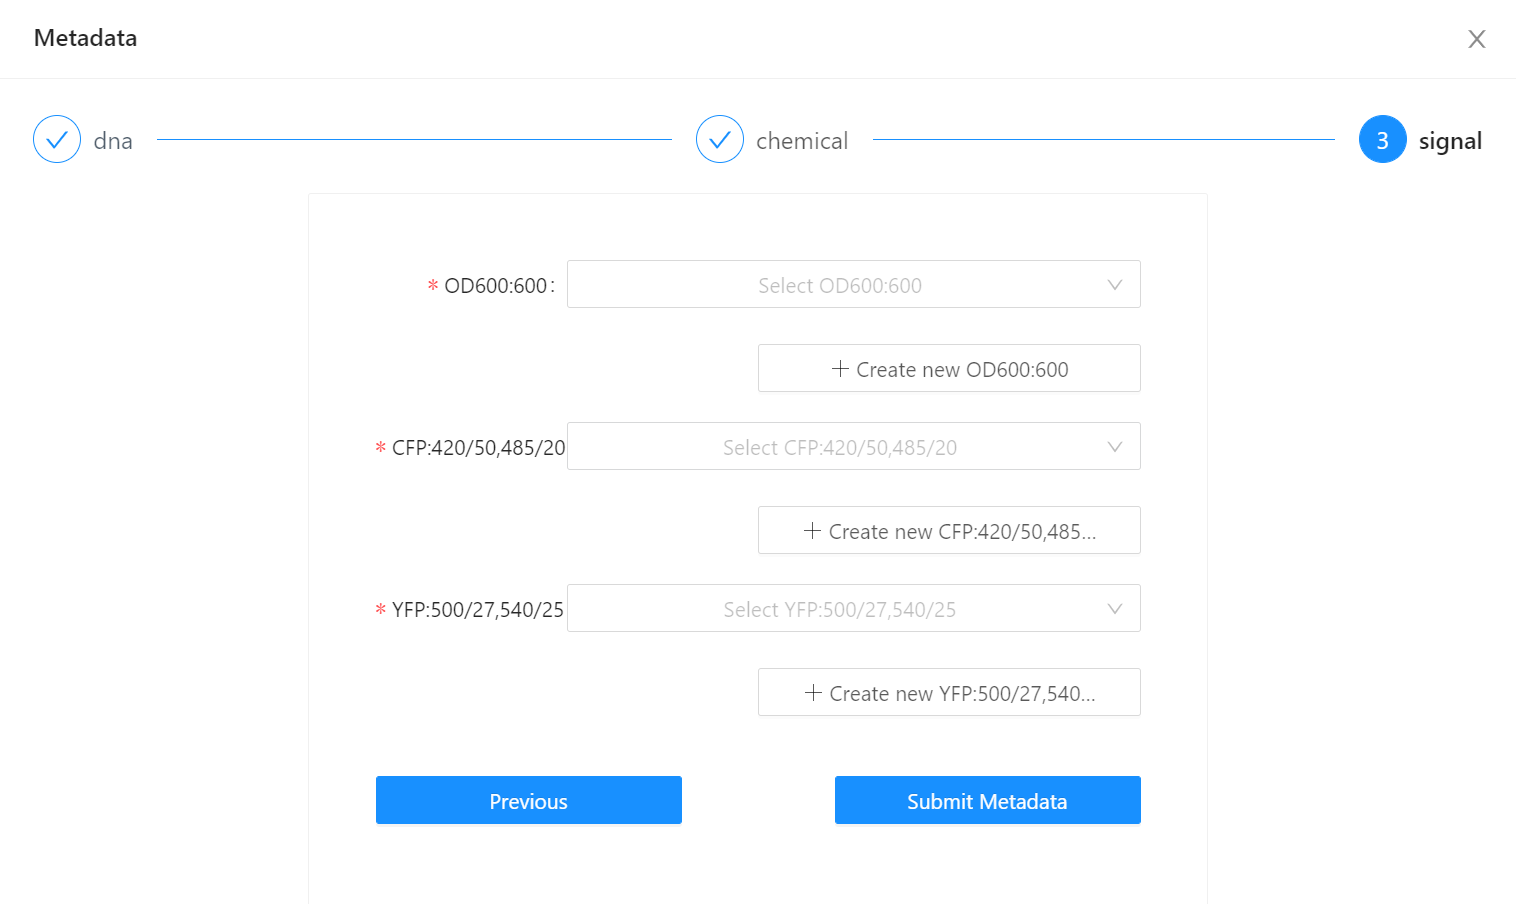 Metadata
dna
chemical
3 signal
* OD600:600:
Select OD600:600
+ Create new OD600:600
* CFP:420/50,485/20
Select CFP:420/50,485/20
+ Create new CFP:420/50,485...
* YFP:500/27,540/25
Select YFP:500/27,540/25
+ Create new YFP:500/27,540...
Previous
Submit Metadata